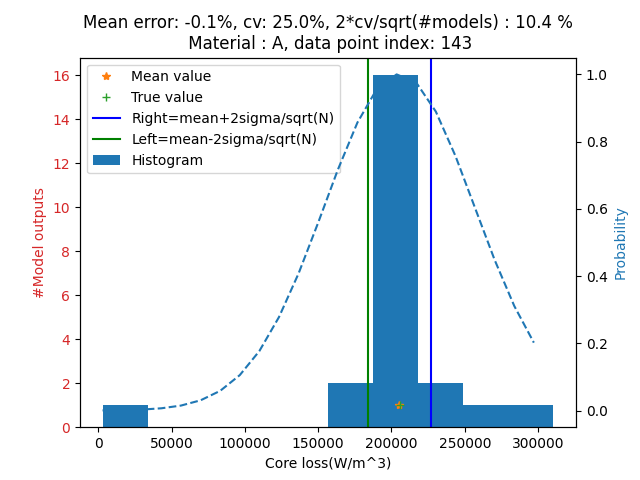 Mean error: -0.1%, cv: 25.0%, 2*cv/sqrt(#models) : 10.4 %
Material : A, data point index: 143
Mean value
True value
Right=mean+2sigma/sqrt(N)
Left=mean-2sigma/sqrt(N)
Histogram
#Model outputs
16
14
12
10
8
6
4
2
0
1.0
0.8
0.6
0.4
0.2
0.0
Probability
0 50000 100000 150000 200000 250000 300000
Core loss(W/m^3)